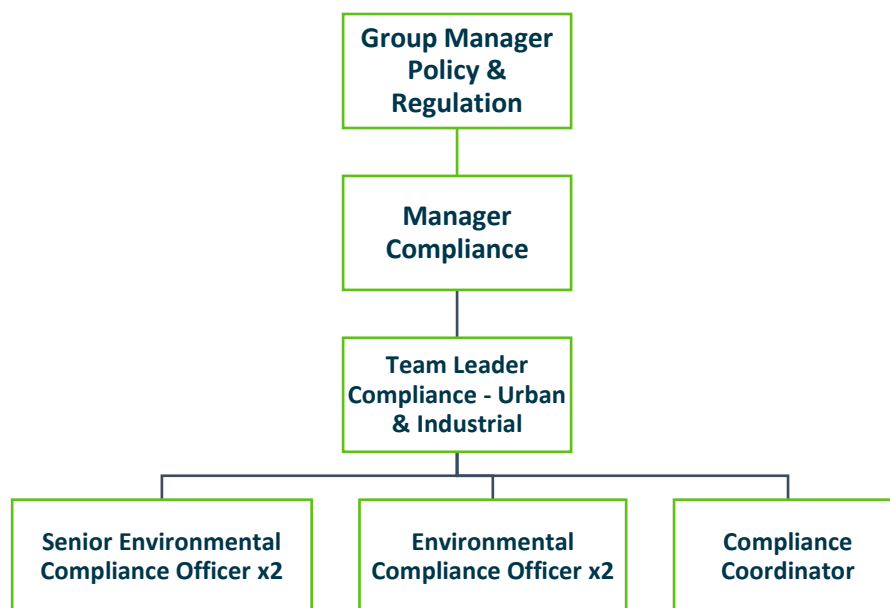 Group Manager
Policy &
Regulation
Manager
Compliance
Team Leader
Compliance - Urban
& Industrial
Senior Environmental
Compliance Officer x2
Environmental
Compliance Officer x2
Compliance
Coordinator